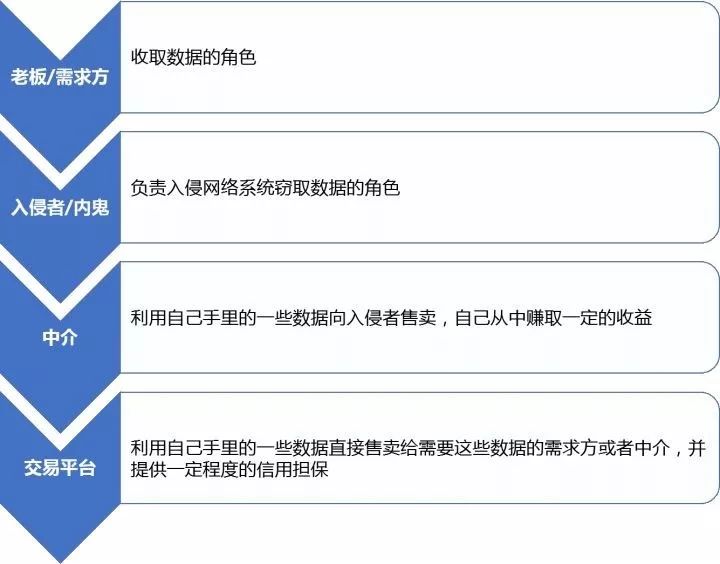 老板/需求方
收取数据的角色
入侵者/内鬼
负责入侵网络系统窃取数据的角色
中介
利用自己手里的一些数据向入侵者售卖，自己从中赚取一定的收益
交易平台
利用自己手里的一些数据直接售卖给需要这些数据的需求方或者中介，并
提供一定程度的信用担保